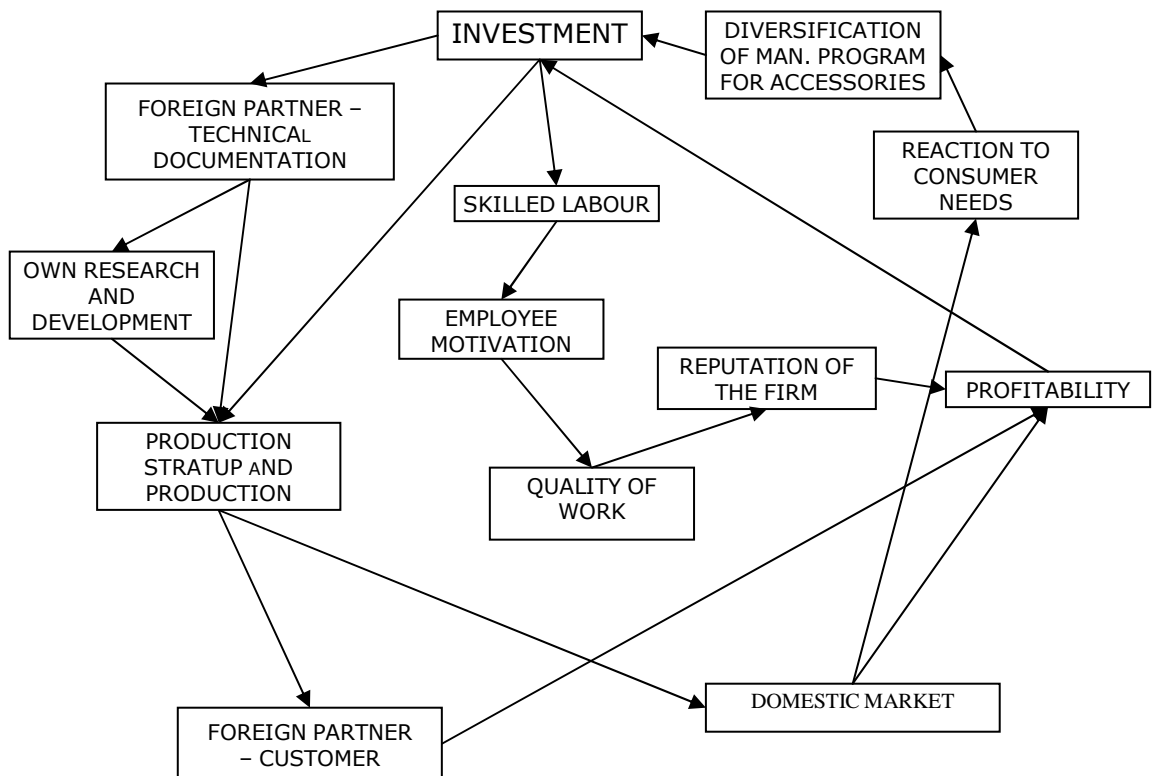 INVESTMENT
DIVERSIFICATION
OF MAN. PROGRAM
FOR ACCESSORIES
FOREIGN PARTNER –
TECHNICAL
DOCUMENTATION
REACTION TO
CONSUMER
NEEDS
SKILLED LABOUR
OWN RESEARCH
AND
DEVELOPMENT
EMPLOYEE
MOTIVATION
REPUTATION OF
THE FIRM
PROFITABILITY
PRODUCTION
STRATUP AND
PRODUCTION
QUALITY OF
WORK
DOMESTIC MARKET
FOREIGN PARTNER
– CUSTOMER